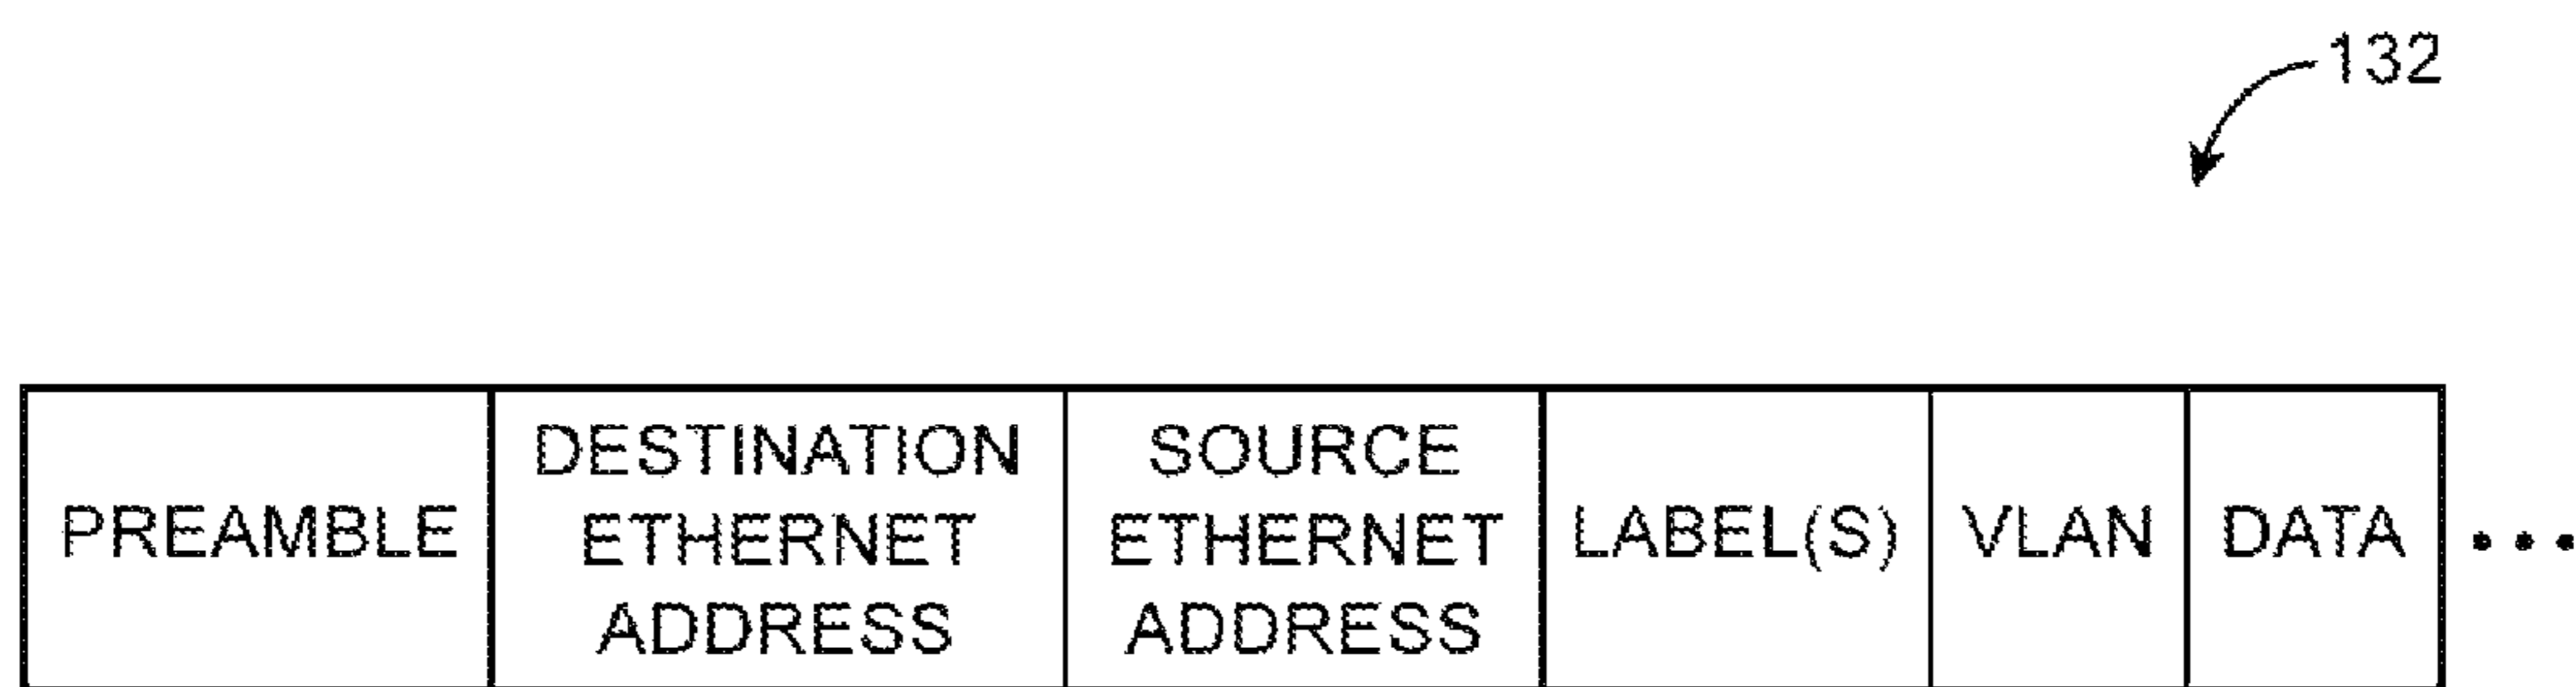 132
PREAMBLE
DESTINATION
ETHERNET
ADDRESS
SOURCE
ETHERNET
ADDRESS
LABEL(S)
VLAN
DATA
...